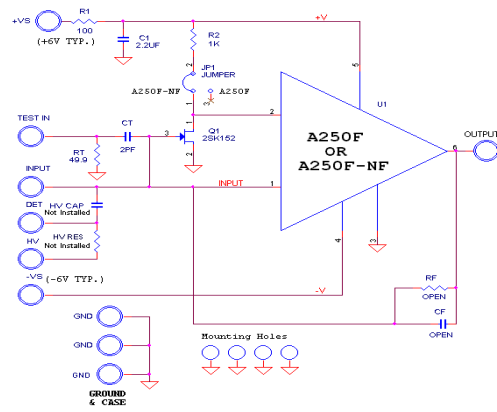 +VS
R1
100
(+6V TYP.)
+V
C1
2.2UF
R2
1K
2
JP1
JUMPER
A250F-NF
3
A250F
1
5
U1
TEST IN
CT
2PF
3
Q1
2SK152
2
2
A250F
OR
A250F-NF
6
OUTPUT
RT
49.9
INPUT
INPUT
1
DET
HV CAP
Not Installed
HV
HV RES
Not Installed
4
3
-VS
(-6V TYP.)
-V
RF
OPEN
CF
OPEN
GND
GND
GND
GROUND
& CASE
Mounting Holes